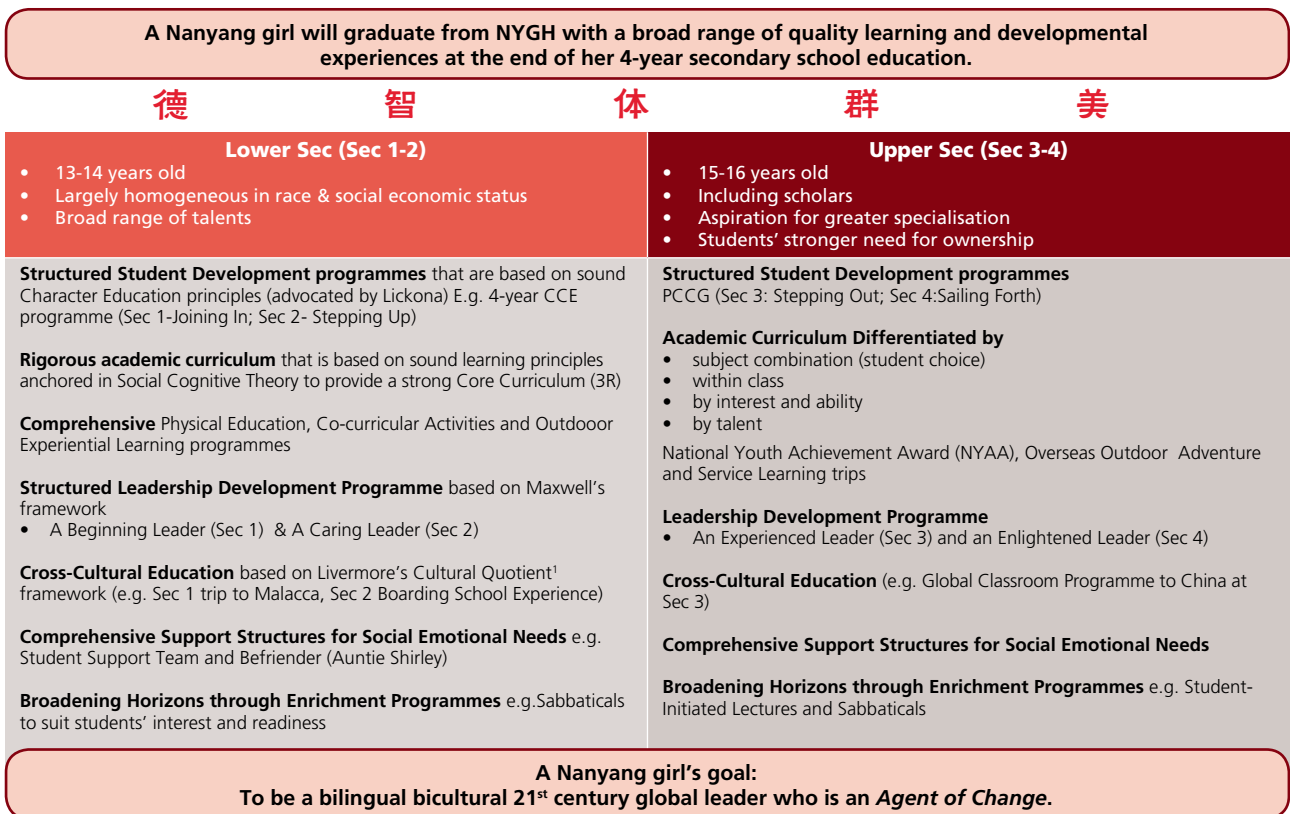 A Nanyang girl will graduate from NYGH with a broad range of quality learning and developmental
experiences at the end of her 4-year secondary school education.
德 智 体 群 美
Lower Sec (Sec 1-2)
• 13-14 years old
• Largely homogeneous in race & social economic status
• Broad range of talents
Structured Student Development programmes that are based on sound
Character Education principles (advocated by Lickona) E.g. 4-year CCE
programme (Sec 1-Joining In; Sec 2- Stepping Up)
Rigorous academic curriculum that is based on sound learning principles
anchored in Social Cognitive Theory to provide a strong Core Curriculum (3R)
Comprehensive Physical Education, Co-curricular Activities and Outdooor
Experiential Learning programmes
Structured Leadership Development Programme based on Maxwell's
framework
• A Beginning Leader (Sec 1) & A Caring Leader (Sec 2)
Cross-Cultural Education based on Livermore's Cultural Quotient¹
framework (e.g. Sec 1 trip to Malacca, Sec 2 Boarding School Experience)
Comprehensive Support Structures for Social Emotional Needs e.g.
Student Support Team and Befriender (Auntie Shirley)
Broadening Horizons through Enrichment Programmes e.g.Sabbaticals
to suit students' interest and readiness
Upper Sec (Sec 3-4)
• 15-16 years old
• Including scholars
• Aspiration for greater specialisation
• Students' stronger need for ownership
Structured Student Development programmes
PCCG (Sec 3: Stepping Out; Sec 4:Sailing Forth)
Academic Curriculum Differentiated by
• subject combination (student choice)
• within class
• by interest and ability
• by talent
National Youth Achievement Award (NYAA), Overseas Outdoor Adventure
and Service Learning trips
Leadership Development Programme
• An Experienced Leader (Sec 3) and an Enlightened Leader (Sec 4)
Cross-Cultural Education (e.g. Global Classroom Programme to China at
Sec 3)
Comprehensive Support Structures for Social Emotional Needs
Broadening Horizons through Enrichment Programmes e.g. Student-
Initiated Lectures and Sabbaticals
A Nanyang girl's goal:
To be a bilingual bicultural 21st century global leader who is an Agent of Change.